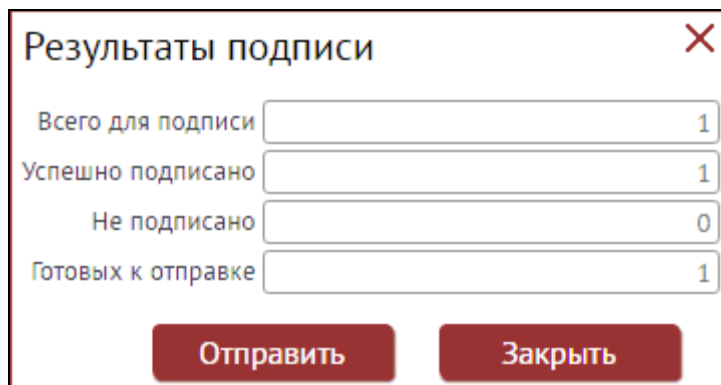 Результаты подписи
Всего для подписи 1
Успешно подписано 1
Не подписано 0
Готовых к отправке 1
Отправить Закрыть